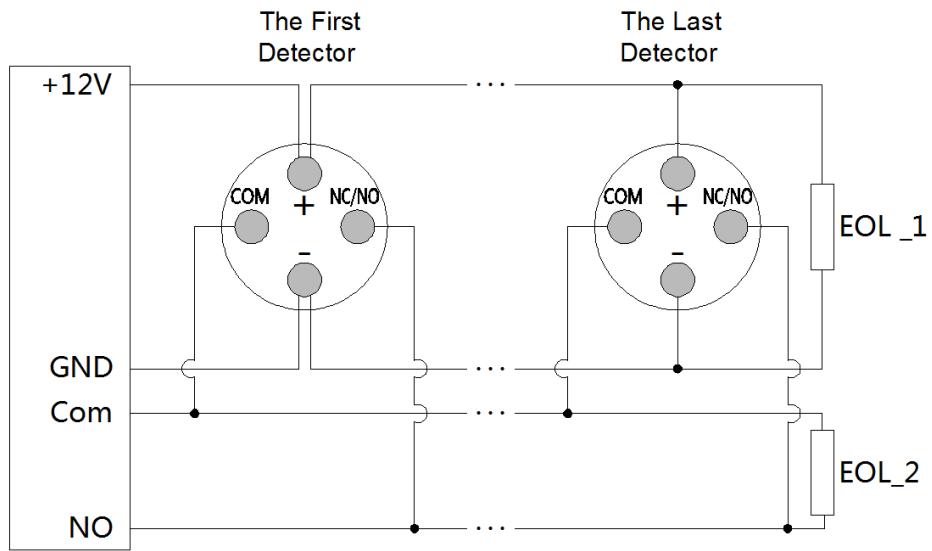 The First
Detector
The Last
Detector
+12V
...
COM
+
NC/NO
-
COM
+
NC/NO
-
EOL _1
GND
...
Com
...
EOL_2
NO
...